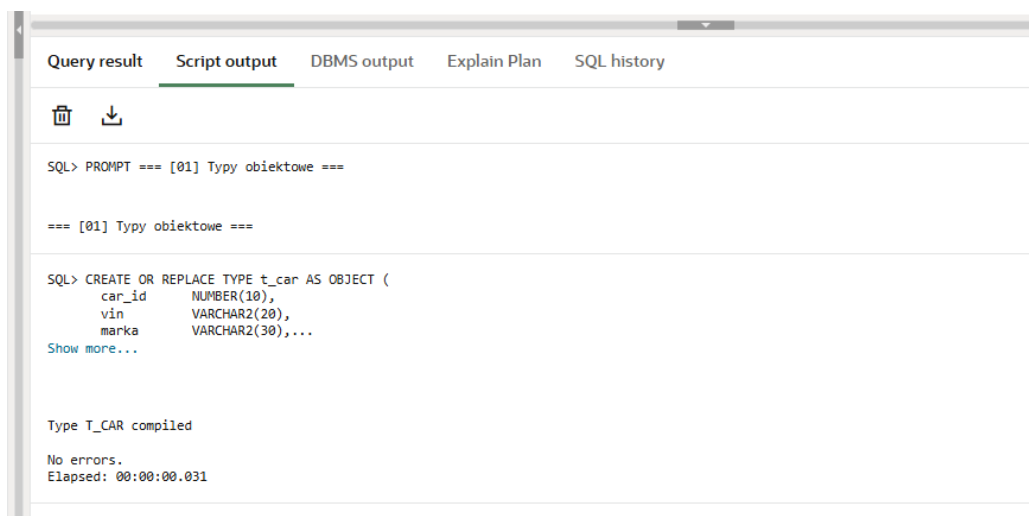 Query result Script output DBMS output Explain Plan SQL history
SQL> PROMPT === [01] Typy obiektowe ===
=== [01] Typy obiektowe ===
SQL> CREATE OR REPLACE TYPE t_car AS OBJECT (
car_id NUMBER(10),
vin VARCHAR2(20),
marka VARCHAR2(30),...
Show more...
Type T_CAR compiled
No errors.
Elapsed: 00:00:00.031